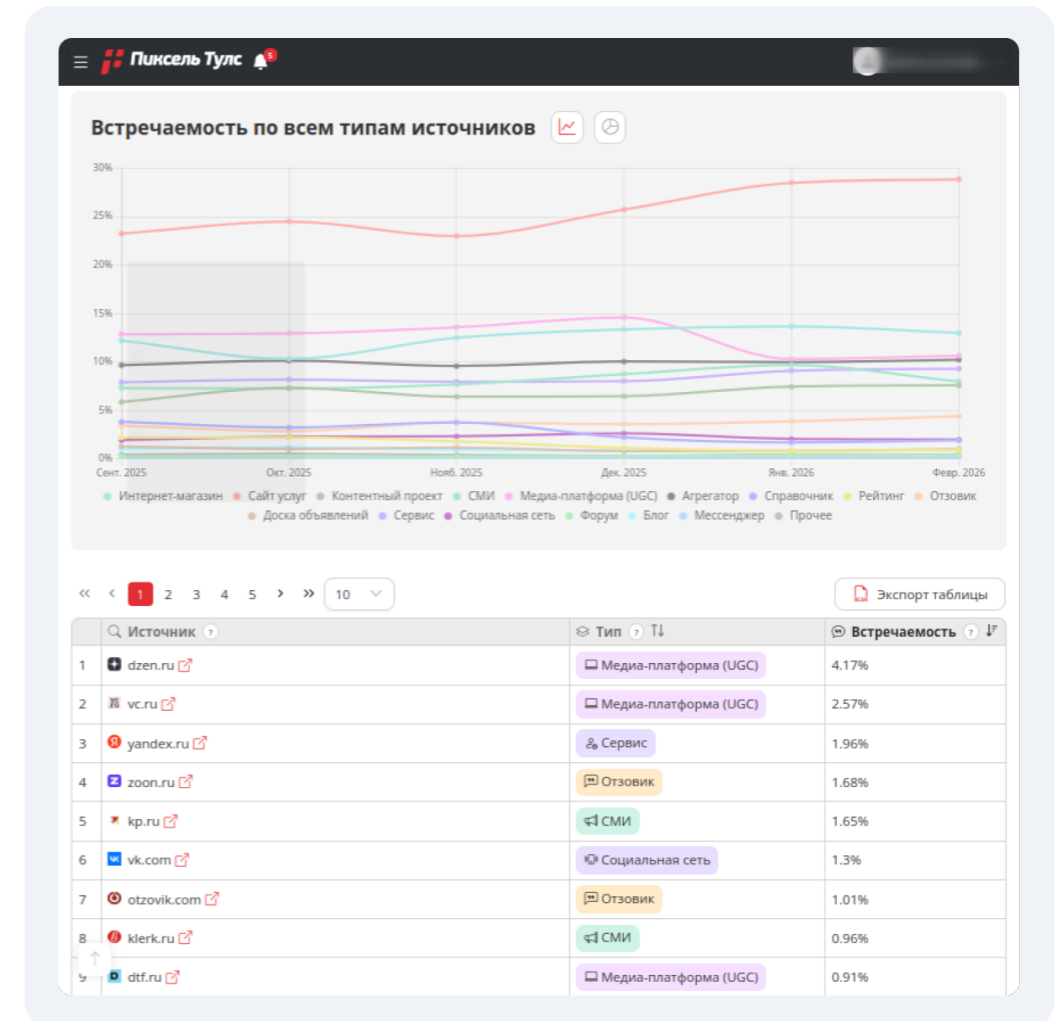 Пиксель Тулс 5
Встречаемость по всем типам источников
30%
25%
20%
15%
10%
5%
0%
Сент. 2025 Окт. 2025 Нояб. 2025 Дек. 2025 Янв. 2026 Февр. 2026
Интернет-магазин Сайт услуг Контентный проект СМИ Медиа-платформа (UGC) Агрегатор Справочник Рейтинг Отзовик
Доска объявлений Сервис Социальная сеть Форум Блог Мессенджер Прочее
« ‹ 1 2 3 4 5 › » 10 Экспорт таблицы
Источник ? Тип ? Встречаемость ?
1 dzen.ru Медиа-платформа (UGC) 4.17%
2 vc.ru Медиа-платформа (UGC) 2.57%
3 yandex.ru Сервис 1.96%
4 zoon.ru Отзовик 1.68%
5 kp.ru СМИ 1.65%
6 vk.com Социальная сеть 1.3%
7 otzovik.com Отзовик 1.01%
8 klerk.ru СМИ 0.96%
9 dtf.ru Медиа-платформа (UGC) 0.91%